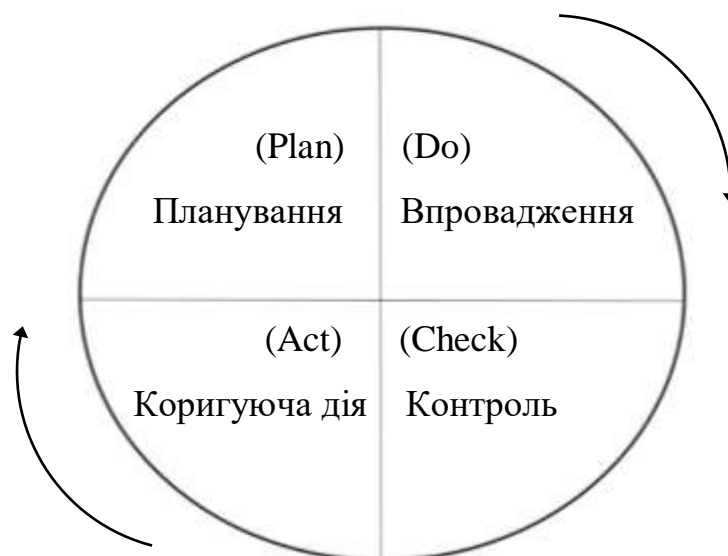 (Plan)
Планування
(Do)
Впровадження
(Act)
Коригуюча дія
(Check)
Контроль